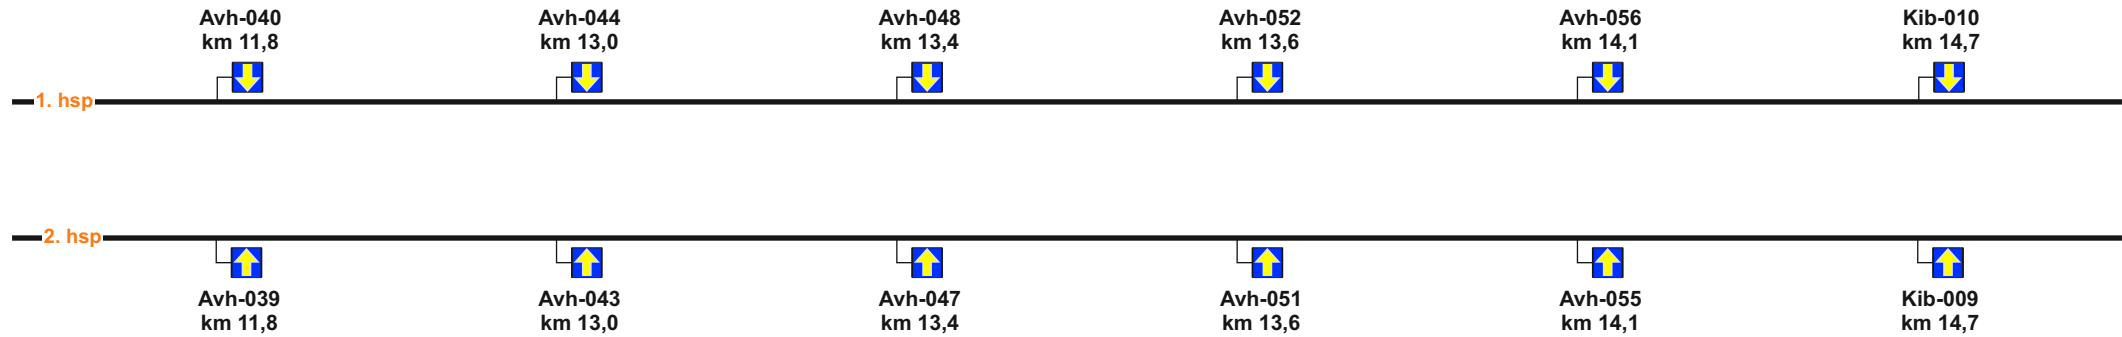 Avh-040
km 11,8
Avh-044
km 13,0
Avh-048
km 13,4
Avh-052
km 13,6
Avh-056
km 14,1
Kib-010
km 14,7
1. hsp
2. hsp
Avh-039
km 11,8
Avh-043
km 13,0
Avh-047
km 13,4
Avh-051
km 13,6
Avh-055
km 14,1
Kib-009
km 14,7